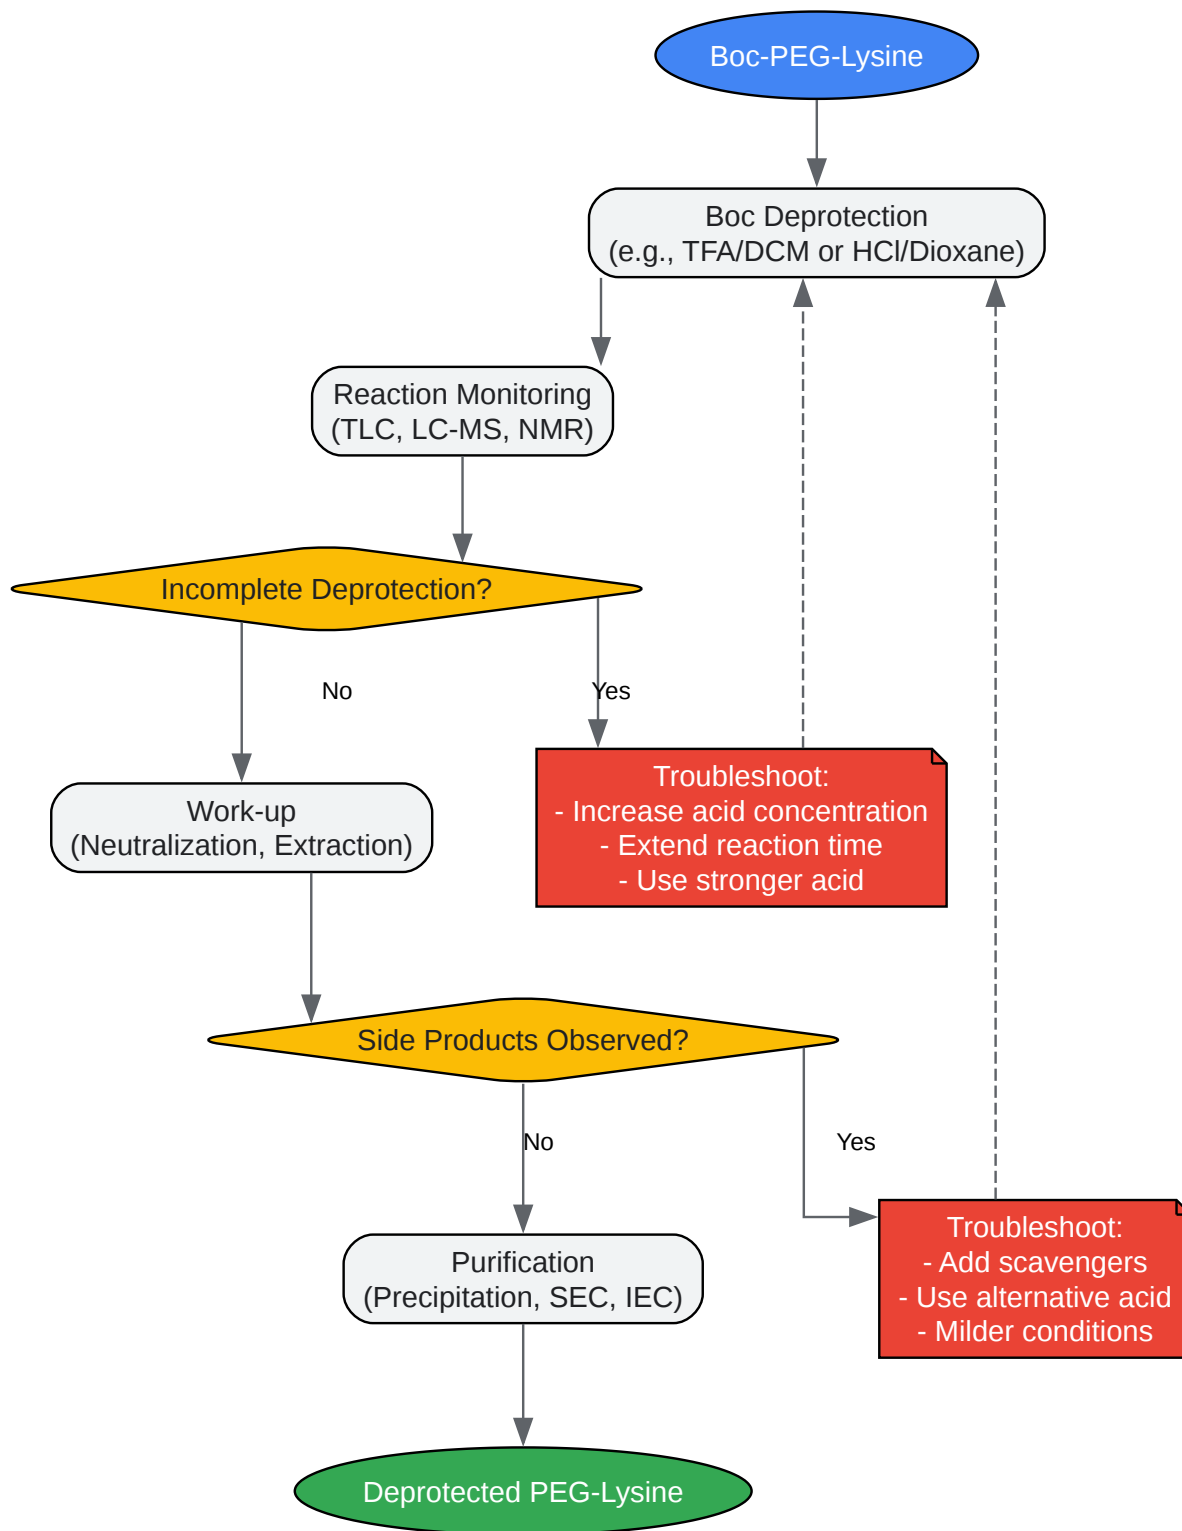 Boc-PEG-Lysine
Boc Deprotection
(e.g., TFA/DCM or HCl/Dioxane)
Reaction Monitoring
(TLC, LC-MS, NMR)
Incomplete Deprotection?
No
Yes
Troubleshoot:
- Increase acid concentration
- Extend reaction time
- Use stronger acid
Work-up
(Neutralization, Extraction)
Side Products Observed?
No
Yes
Troubleshoot:
- Add scavengers
- Use alternative acid
- Milder conditions
Purification
(Precipitation, SEC, IEC)
Deprotected PEG-Lysine